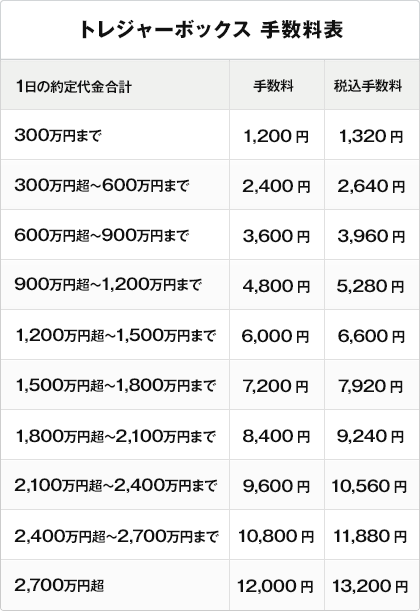 トレジャーボックス 手数料表
1日の約定代金合計 手数料 税込手数料
300万円まで 1,200 円 1,320 円
300万円超~600万円まで 2,400 円 2,640 円
600万円超~900万円まで 3,600 円 3,960 円
900万円超~1,200万円まで 4,800 円 5,280 円
1,200万円超~1,500万円まで 6,000 円 6,600 円
1,500万円超~1,800万円まで 7,200 円 7,920 円
1,800万円超~2,100万円まで 8,400 円 9,240 円
2,100万円超~2,400万円まで 9,600 円 10,560 円
2,400万円超~2,700万円まで 10,800 円 11,880 円
2,700万円超 12,000 円 13,200 円